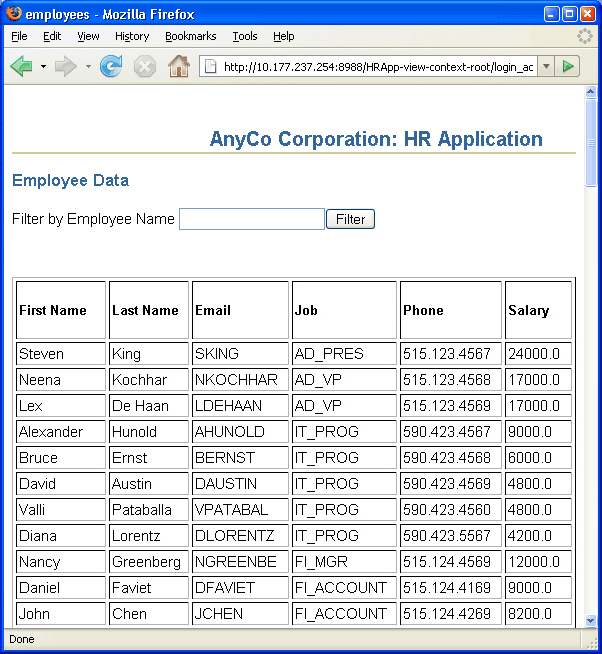 employees - Mozilla Firefox
File Edit View History Bookmarks Tools Help
http://10.177.237.254:8988/HRApp-view-context-root/login_ac
AnyCo Corporation: HR Application
Employee Data
Filter by Employee Name Filter
First Name Last Name Email Job Phone Salary
Steven King SKING AD_PRES 515.123.4567 24000.0
Neena Kochhar NKOCHHAR AD_VP 515.123.4568 17000.0
Lex De Haan LDEHAAN AD_VP 515.123.4569 17000.0
Alexander Hunold AHUNOLD IT_PROG 590.423.4567 9000.0
Bruce Ernst BERNST IT_PROG 590.423.4568 6000.0
David Austin DAUSTIN IT_PROG 590.423.4569 4800.0
Valli Pataballa VPATABAL IT_PROG 590.423.4560 4800.0
Diana Lorentz DLORENTZ IT_PROG 590.423.5567 4200.0
Nancy Greenberg NGREENBE FI_MGR 515.124.4569 12000.0
Daniel Faviet DFAVIET FI_ACCOUNT 515.124.4169 9000.0
John Chen JCHEN FI_ACCOUNT 515.124.4269 8200.0
Done